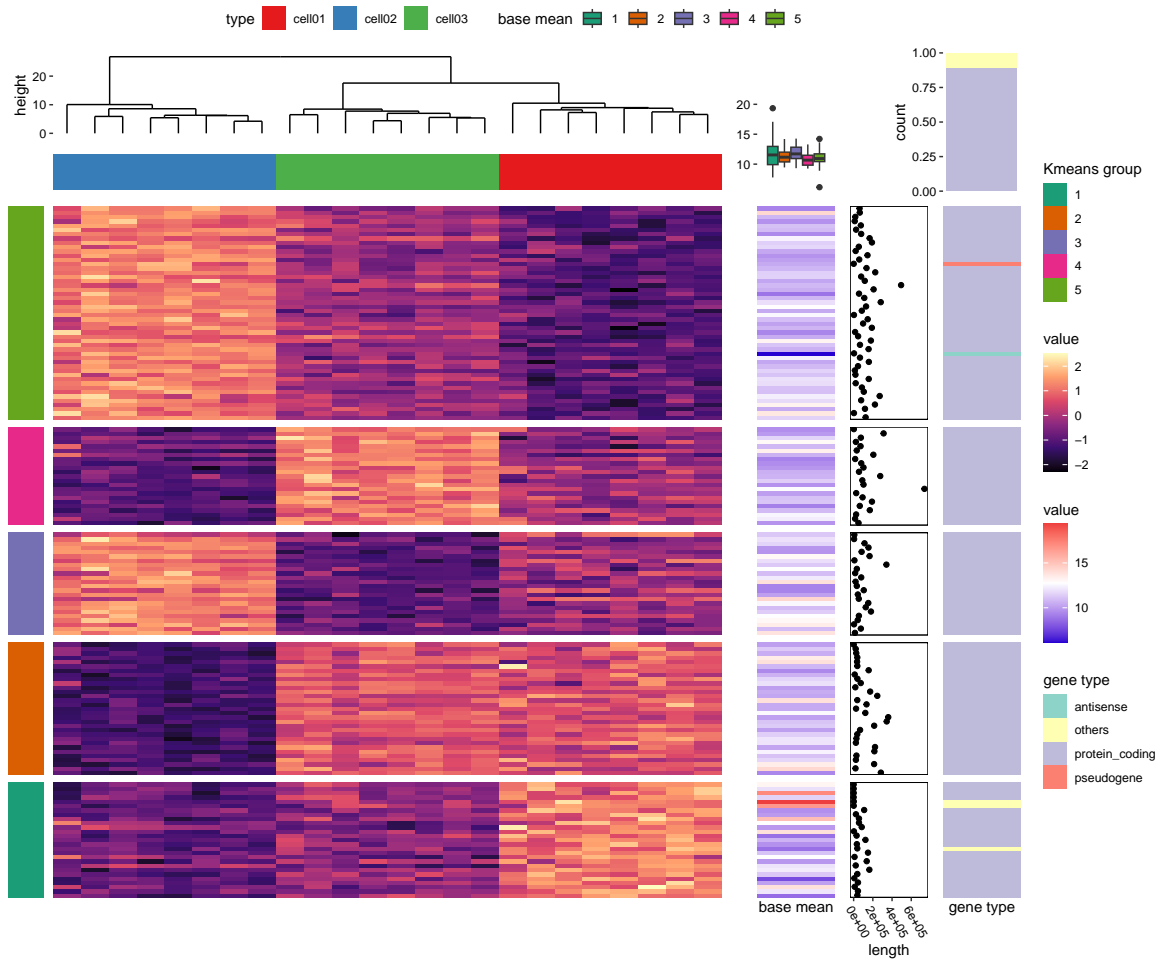 type cell01 cell02 cell03 base mean 1 2 3 4 5
height
20
10
0
20
15
10
count
1.00
0.75
0.50
0.25
0.00
Kmeans group
1
2
3
4
5
value
2
1
0
−1
−2
value
15
10
gene type
antisense
others
protein_coding
pseudogene
base mean
0e+00
2e+05
4e+05
6e+05
length
gene type